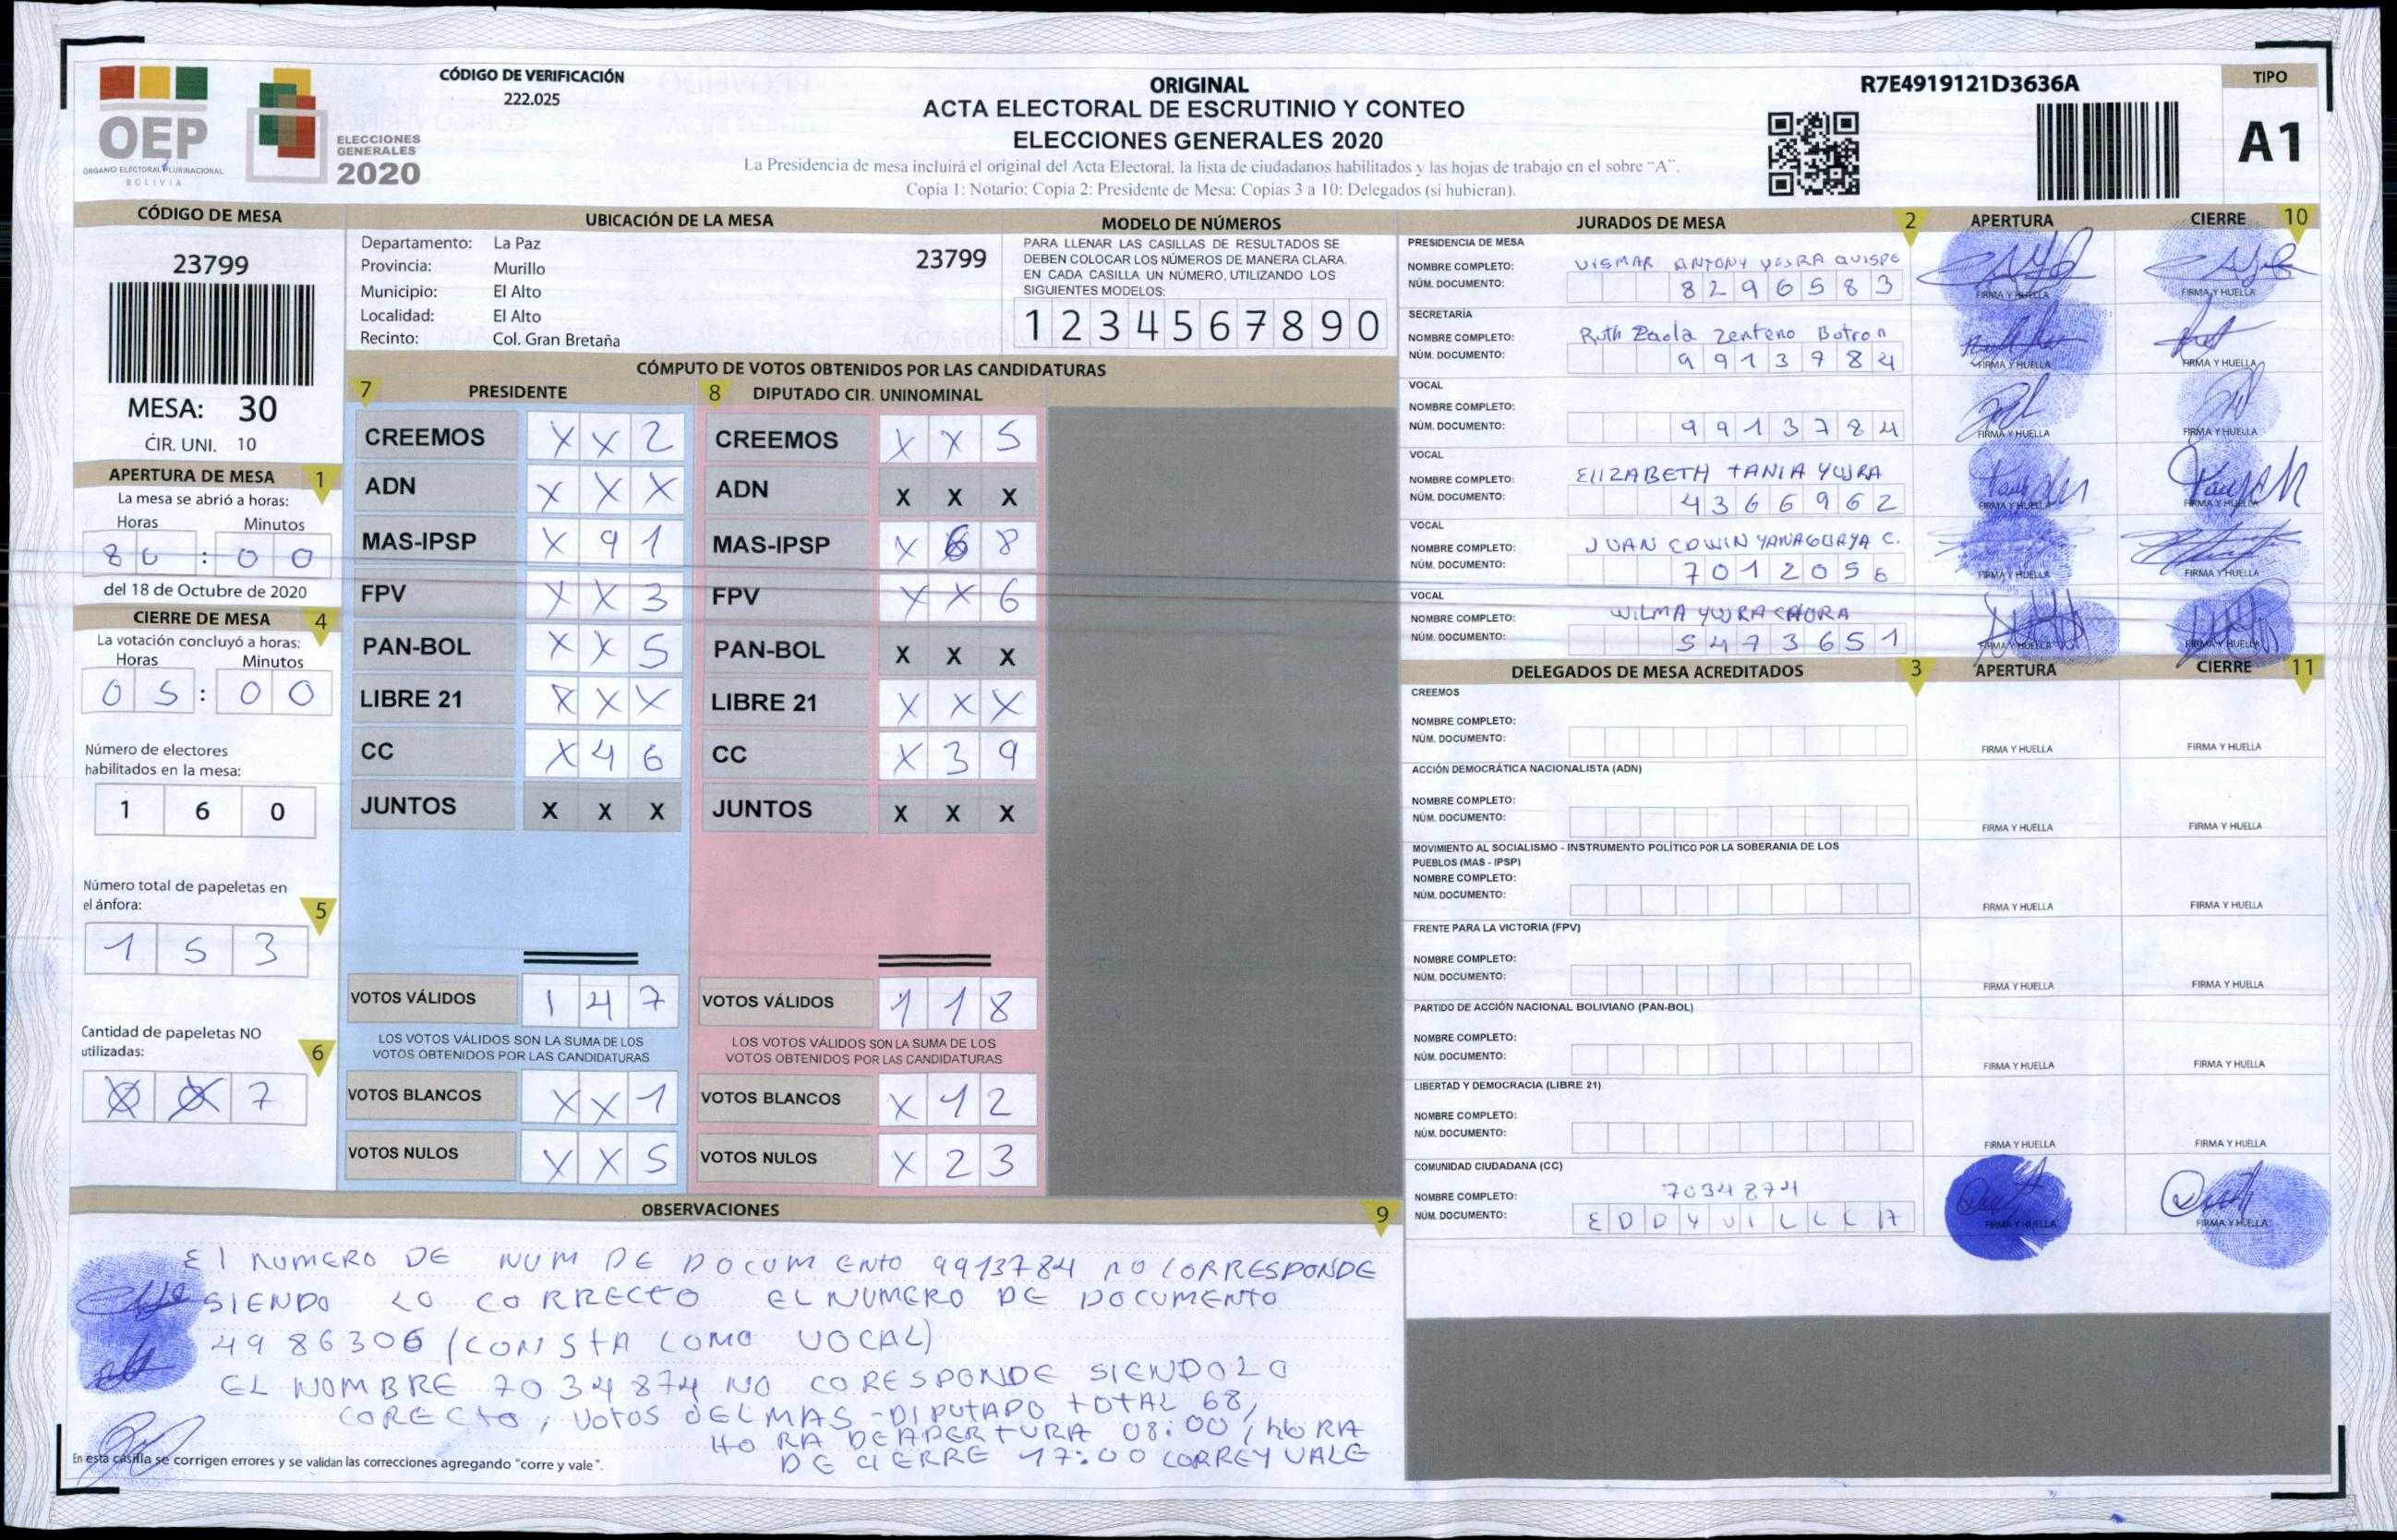 OEP
ÓRGANO ELECTORAL PLURINACIONAL
BOLIVIA
ELECCIONES
GENERALES
2020
CÓDIGO DE VERIFICACIÓN
222.025
ORIGINAL
ACTA ELECTORAL DE ESCRUTINIO Y CONTEO
ELECCIONES GENERALES 2020
La Presidencia de mesa incluirá el original del Acta Electoral, la lista de ciudadanos habilitados y las hojas de trabajo en el sobre "A".
Copia 1: Notario; Copia 2: Presidente de Mesa; Copias 3 a 10: Delegados (si hubieran).
R7E4919121D3636A
TIPO
A1
CÓDIGO DE MESA
23799
MESA: 30
CIR. UNI. 10
APERTURA DE MESA 1
La mesa se abrió a horas:
Horas Minutos
8 0 : 0 0
del 18 de Octubre de 2020
CIERRE DE MESA 4
La votación concluyó a horas:
Horas Minutos
0 5 : 0 0
Número de electores
habilitados en la mesa:
1 6 0
Número total de papeletas en
el ánfora: 5
1 5 3
Cantidad de papeletas NO
utilizadas: 6
7
UBICACIÓN DE LA MESA
Departamento: La Paz
Provincia: Murillo
Municipio: El Alto
Localidad: El Alto
Recinto: Col. Gran Bretaña
23799
MODELO DE NÚMEROS
PARA LLENAR LAS CASILLAS DE RESULTADOS SE
DEBEN COLOCAR LOS NÚMEROS DE MANERA CLARA.
EN CADA CASILLA UN NÚMERO, UTILIZANDO LOS
SIGUIENTES MODELOS:
1 2 3 4 5 6 7 8 9 0
CÓMPUTO DE VOTOS OBTENIDOS POR LAS CANDIDATURAS
7 PRESIDENTE
CREEMOS X X 2
ADN X X X
MAS-IPSP X 9 1
FPV X X 3
PAN-BOL X X 5
LIBRE 21 X X X
CC X 4 6
JUNTOS X X X
VOTOS VÁLIDOS 1 4 7
LOS VOTOS VÁLIDOS SON LA SUMA DE LOS
VOTOS OBTENIDOS POR LAS CANDIDATURAS
VOTOS BLANCOS X X 1
VOTOS NULOS X X 5
8 DIPUTADO CIR. UNINOMINAL
CREEMOS X X 5
ADN X X X
MAS-IPSP X 6 8
FPV X X 6
PAN-BOL X X X
LIBRE 21 X X X
CC X 3 9
JUNTOS X X X
VOTOS VÁLIDOS 1 1 8
LOS VOTOS VÁLIDOS SON LA SUMA DE LOS
VOTOS OBTENIDOS POR LAS CANDIDATURAS
VOTOS BLANCOS X 1 2
VOTOS NULOS X 2 3
JURADOS DE MESA 2 APERTURA CIERRE 10
PRESIDENCIA DE MESA
NOMBRE COMPLETO: VISMAR ANTONY YUJRA QUISPE
NÚM. DOCUMENTO: 8 2 9 6 5 8 3
FIRMA Y HUELLA FIRMA Y HUELLA
SECRETARÍA
NOMBRE COMPLETO: Ruth Paola Zenteno Botron
NÚM. DOCUMENTO: 9 9 1 3 7 8 4
FIRMA Y HUELLA FIRMA Y HUELLA
VOCAL
NOMBRE COMPLETO:
NÚM. DOCUMENTO: 9 9 1 3 7 8 4
FIRMA Y HUELLA FIRMA Y HUELLA
VOCAL
NOMBRE COMPLETO: ElIZABETH TANIA YUJRA
NÚM. DOCUMENTO: 4 3 6 6 9 6 2
FIRMA Y HUELLA FIRMA Y HUELLA
VOCAL
NOMBRE COMPLETO: JUAN EDWIN YANAGUAYA C.
NÚM. DOCUMENTO: 7 0 1 2 0 5 6
FIRMA Y HUELLA FIRMA Y HUELLA
VOCAL
NOMBRE COMPLETO: WILMA YUJRA CHURA
NÚM. DOCUMENTO: 5 4 7 3 6 5 1
FIRMA Y HUELLA FIRMA Y HUELLA
DELEGADOS DE MESA ACREDITADOS 3 APERTURA CIERRE 11
CREEMOS
NOMBRE COMPLETO:
NÚM. DOCUMENTO:
FIRMA Y HUELLA FIRMA Y HUELLA
ACCIÓN DEMOCRÁTICA NACIONALISTA (ADN)
NOMBRE COMPLETO:
NÚM. DOCUMENTO:
FIRMA Y HUELLA FIRMA Y HUELLA
MOVIMIENTO AL SOCIALISMO - INSTRUMENTO POLÍTICO POR LA SOBERANIA DE LOS
PUEBLOS (MAS - IPSP)
NOMBRE COMPLETO:
NÚM. DOCUMENTO:
FIRMA Y HUELLA FIRMA Y HUELLA
FRENTE PARA LA VICTORIA (FPV)
NOMBRE COMPLETO:
NÚM. DOCUMENTO:
FIRMA Y HUELLA FIRMA Y HUELLA
PARTIDO DE ACCIÓN NACIONAL BOLIVIANO (PAN-BOL)
NOMBRE COMPLETO:
NÚM. DOCUMENTO:
FIRMA Y HUELLA FIRMA Y HUELLA
LIBERTAD Y DEMOCRACIA (LIBRE 21)
NOMBRE COMPLETO:
NÚM. DOCUMENTO:
FIRMA Y HUELLA FIRMA Y HUELLA
COMUNIDAD CIUDADANA (CC)
NOMBRE COMPLETO: 7034874
NÚM. DOCUMENTO: E D D Y V I L L C A
FIRMA Y HUELLA FIRMA Y HUELLA
OBSERVACIONES 9
El NUMERO DE NUM DE DOCUMENTO 9913784 NO CORRESPONDE
SIENDO LO CORRECTO EL NUMERO DE DOCUMENTO
4986306 (CONSTA COMO VOCAL)
EL NOMBRE 7034874 NO CORESPONDE SIENDO LO
CORECTO, VOTOS DEL MAS - DIPUTADO TOTAL 68,
HORA DE APERTURA 08:00, HORA
DE CIERRE 17:00 CORRE Y VALE
En esta casilla se corrigen errores y se validan las correcciones agregando "corre y vale".